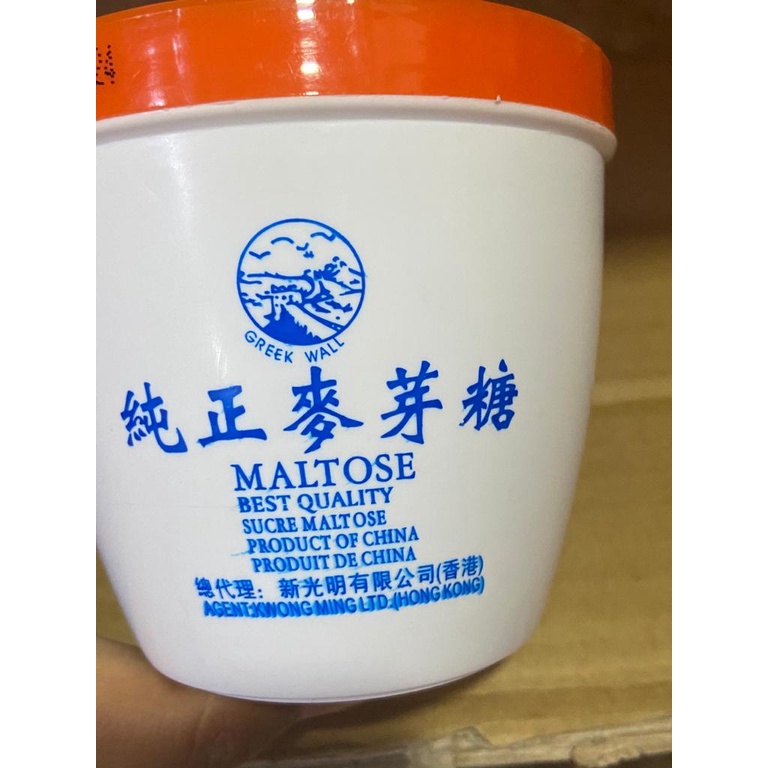 GREEK WALL
純正麥芽糖
MALTOSE
BEST QUALITY
SUCRE MALTOSE
PRODUCT OF CHINA
PRODUIT DE CHINA
總代理：新光明有限公司(香港)
AGENT:KWONG MING LTD.(HONG KONG)